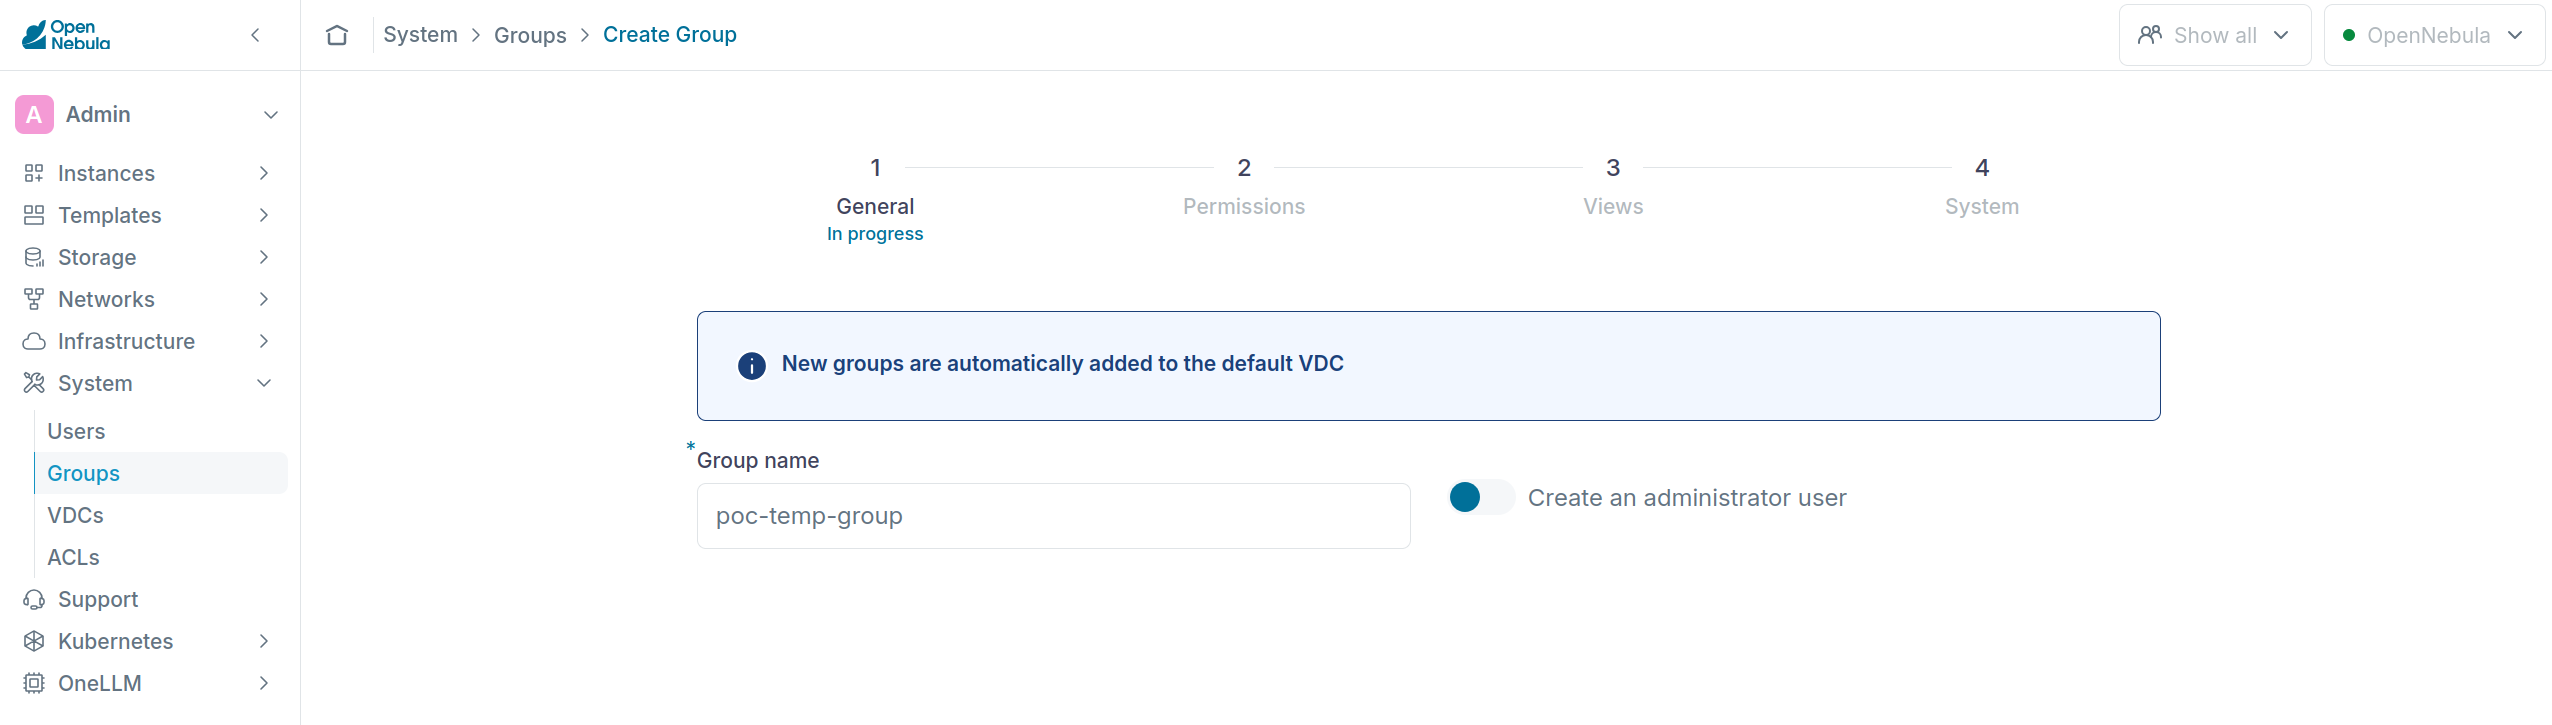 Open
Nebula
System > Groups > Create Group
Show all
OpenNebula
A Admin
Instances
Templates
Storage
Networks
Infrastructure
System
Users
Groups
VDCs
ACLs
Support
Kubernetes
OneLLM
1 2 3 4
General Permissions Views System
In progress
New groups are automatically added to the default VDC
* Group name
poc-temp-group
Create an administrator user